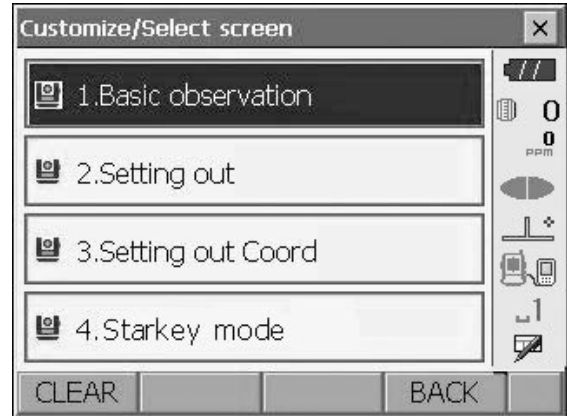 Customize/Select screen
1.Basic observation
0
0
PPM
2.Setting out
3.Setting out Coord
1
4.Starkey mode
CLEAR BACK